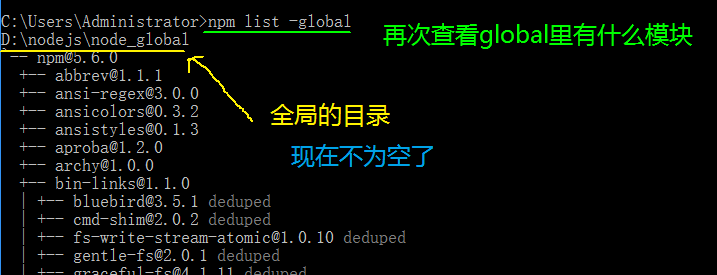 C:\Users\Administrator>npm list -global
再次查看global里有什么模块
D:\nodejs\node_global
`-- npm@5.6.0
+-- abbrev@1.1.1
+-- ansi-regex@3.0.0
+-- ansicolors@0.3.2
全局的目录
+-- ansistyles@0.1.3
+-- aproba@1.2.0
现在不为空了
+-- archy@1.0.0
+-- bin-links@1.1.0
| +-- bluebird@3.5.1 deduped
| +-- cmd-shim@2.0.2 deduped
| +-- fs-write-stream-atomic@1.0.10 deduped
| +-- gentle-fs@2.0.1 deduped
| +-- graceful-fs@4.1.11 deduped